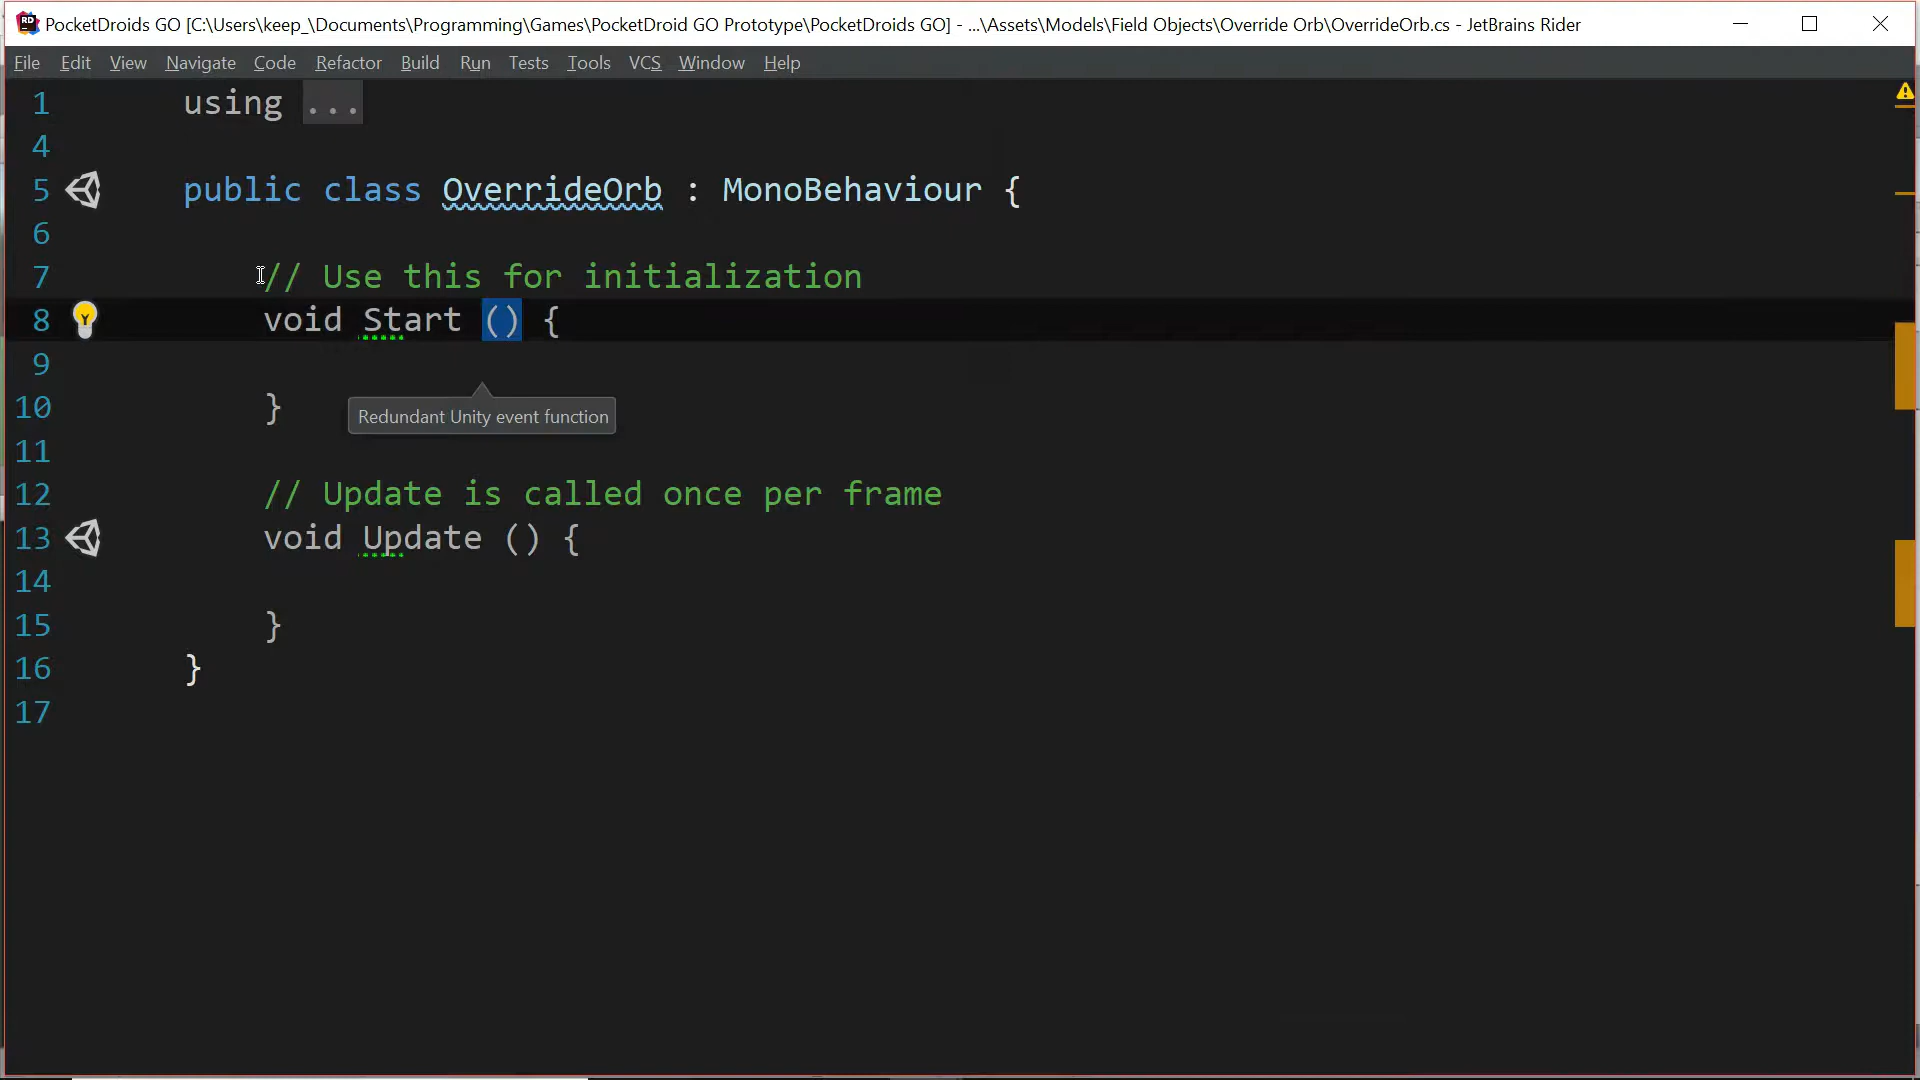 PocketDroids GO [C:\Users\keep_\Documents\Programming\Games\PocketDroid GO Prototype\PocketDroids GO] - ...\Assets\Models\Field Objects\Override Orb\OverrideOrb.cs - JetBrains Rider
File Edit View Navigate Code Refactor Build Run Tests Tools VCS Window Help
1 using ...
4
5 public class OverrideOrb : MonoBehaviour {
6
7 // Use this for initialization
8 void Start () {
9
10 }
Redundant Unity event function
11
12 // Update is called once per frame
13 void Update () {
14
15 }
16 }
17